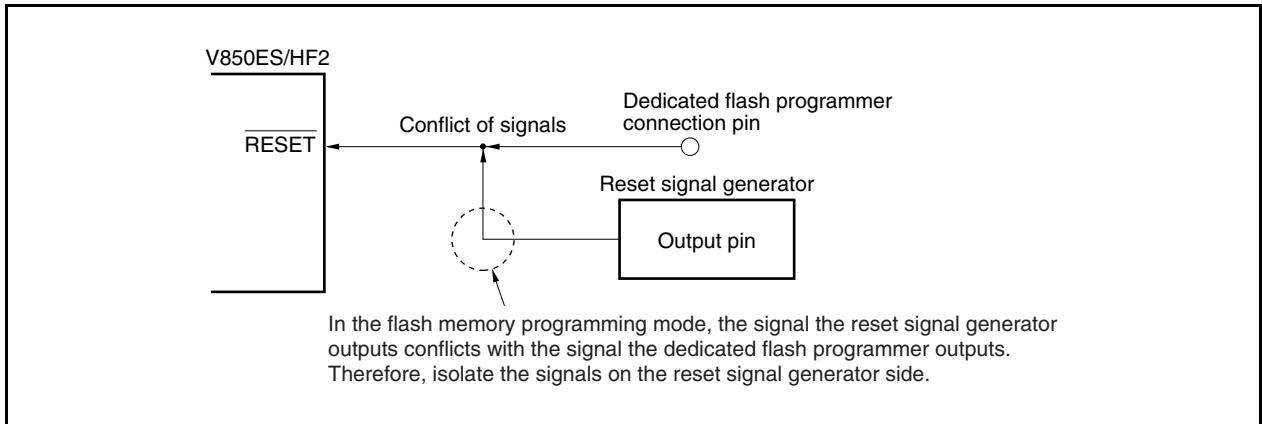 V850ES/HF2
RESET
Conflict of signals
Dedicated flash programmer
connection pin
Reset signal generator
Output pin
In the flash memory programming mode, the signal the reset signal generator
outputs conflicts with the signal the dedicated flash programmer outputs.
Therefore, isolate the signals on the reset signal generator side.